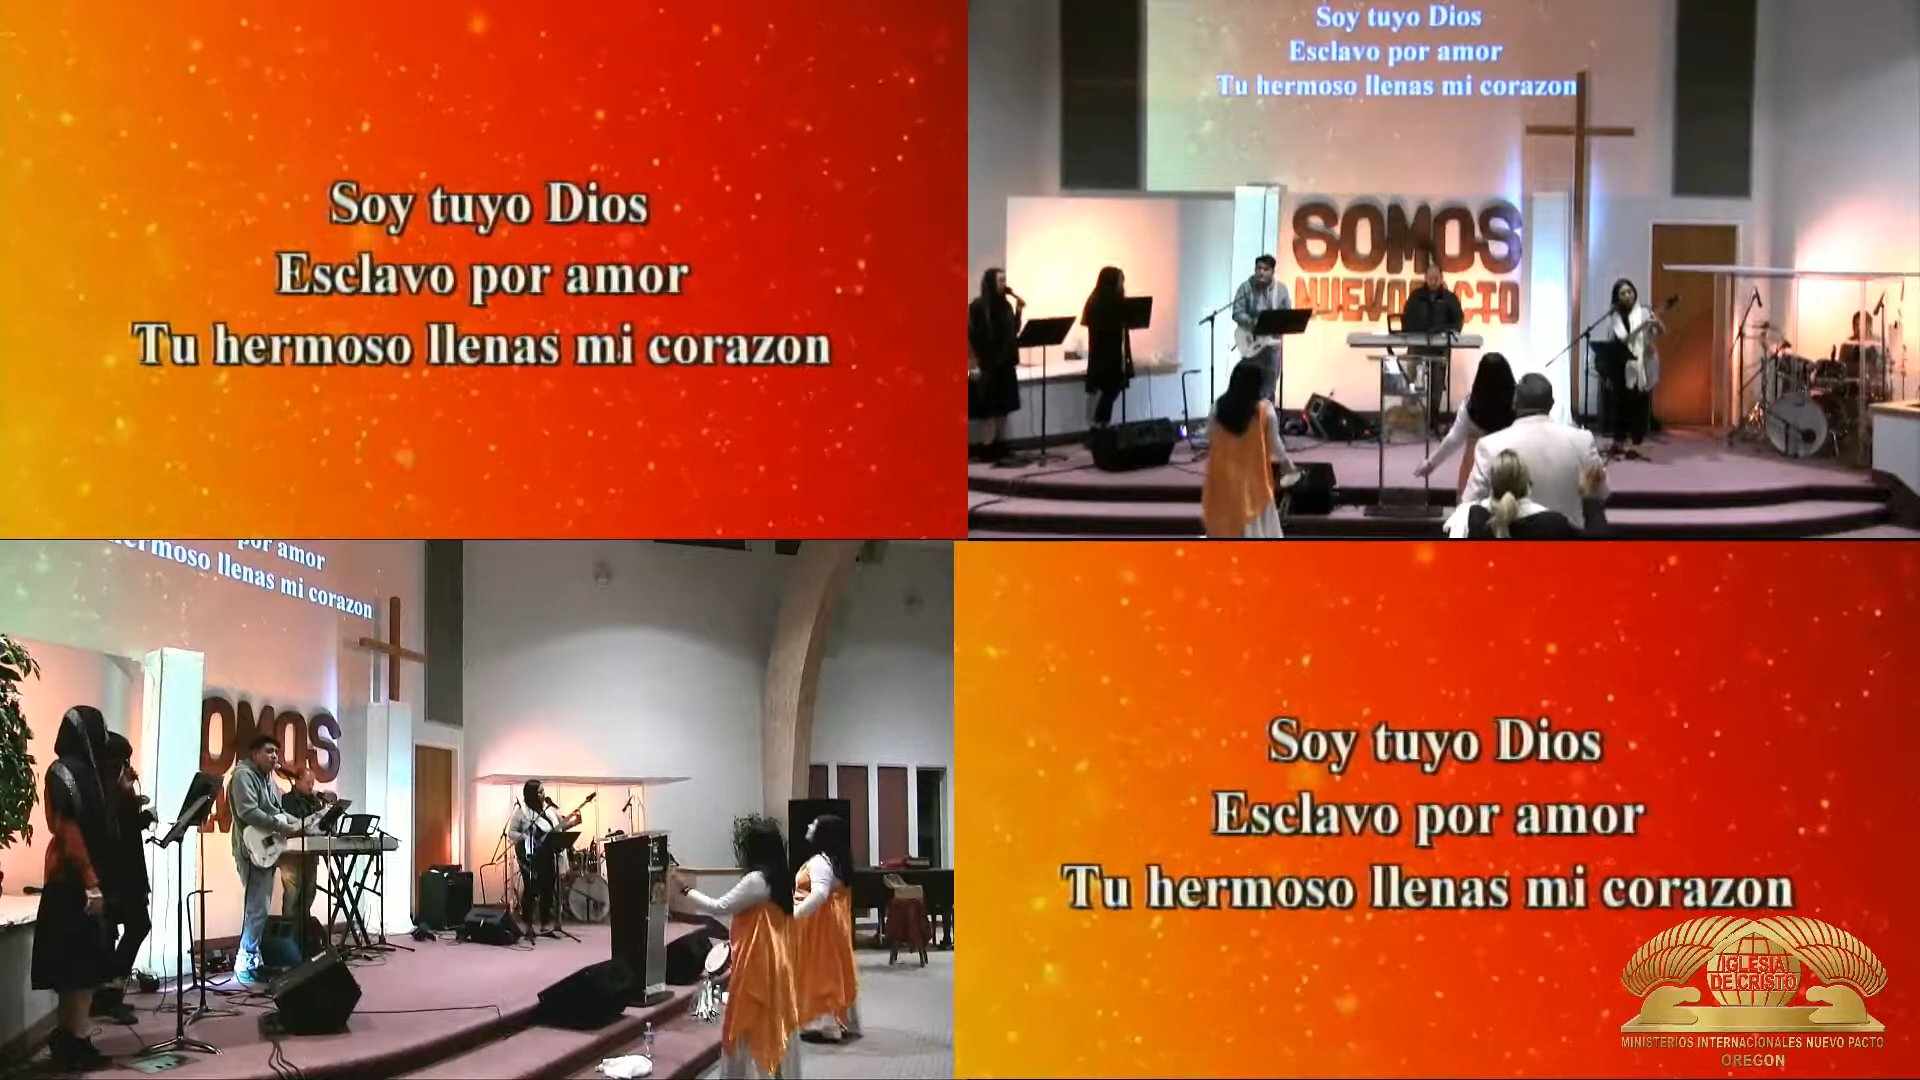 Soy tuyo Dios
Esclavo por amor
Tu hermoso llenas mi corazon
Soy tuyo Dios
Esclavo por amor
Tu hermoso llenas mi corazon
SOMOS
NUEVO PACTO
por amor
hermoso llenas mi corazon
OMOS
Soy tuyo Dios
Esclavo por amor
Tu hermoso llenas mi corazon
IGLESIA
DE CRISTO
MINISTERIOS INTERNACIONALES NUEVO PACTO
OREGON